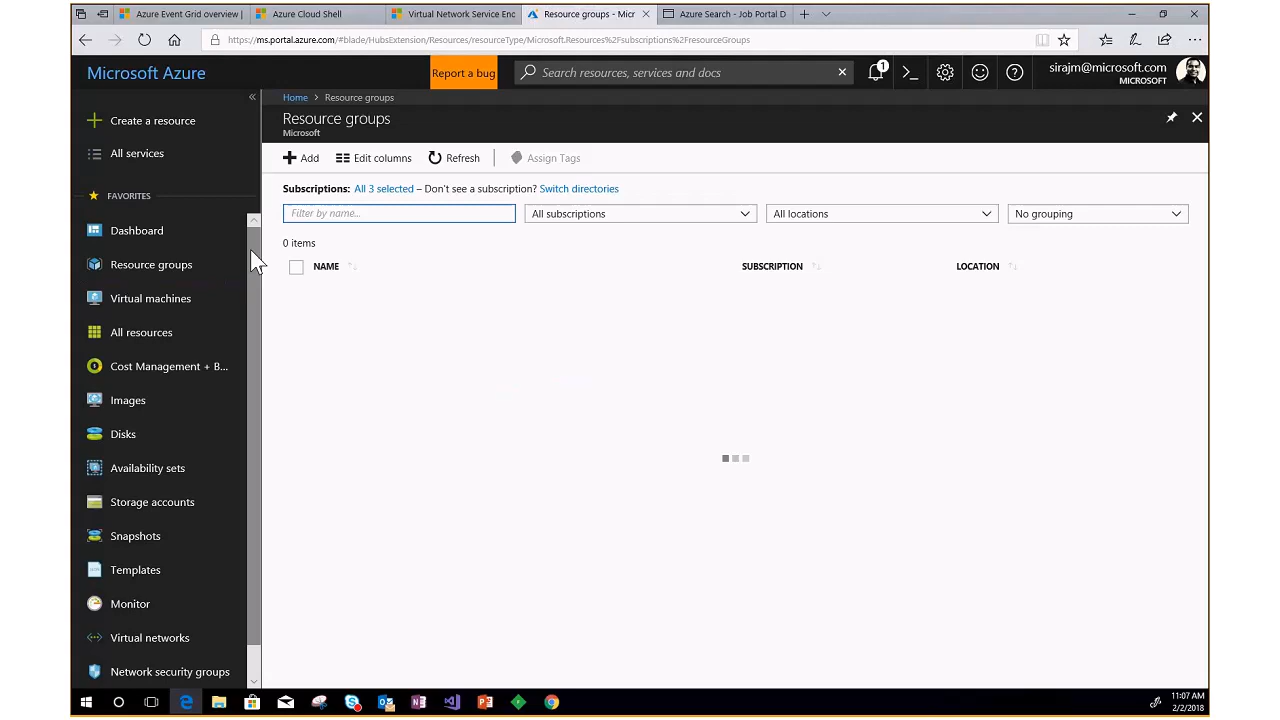 Azure Event Grid overview |
Azure Cloud Shell
Virtual Network Service Enc
Resource groups - Micr
Azure Search - Job Portal D
https://ms.portal.azure.com/#blade/HubsExtension/Resources/resourceType/Microsoft.Resources%2Fsubscriptions%2FresourceGroups
Microsoft Azure
Report a bug
Search resources, services and docs
1
sirajm@microsoft.com
MICROSOFT
Create a resource
All services
FAVORITES
Dashboard
Resource groups
Virtual machines
All resources
Cost Management + B...
Images
Disks
Availability sets
Storage accounts
Snapshots
Templates
Monitor
Virtual networks
Network security groups
Home > Resource groups
Resource groups
Microsoft
Add
Edit columns
Refresh
Assign Tags
Subscriptions: All 3 selected – Don't see a subscription? Switch directories
Filter by name...
All subscriptions
All locations
No grouping
0 items
NAME
SUBSCRIPTION
LOCATION
11:07 AM
2/2/2018